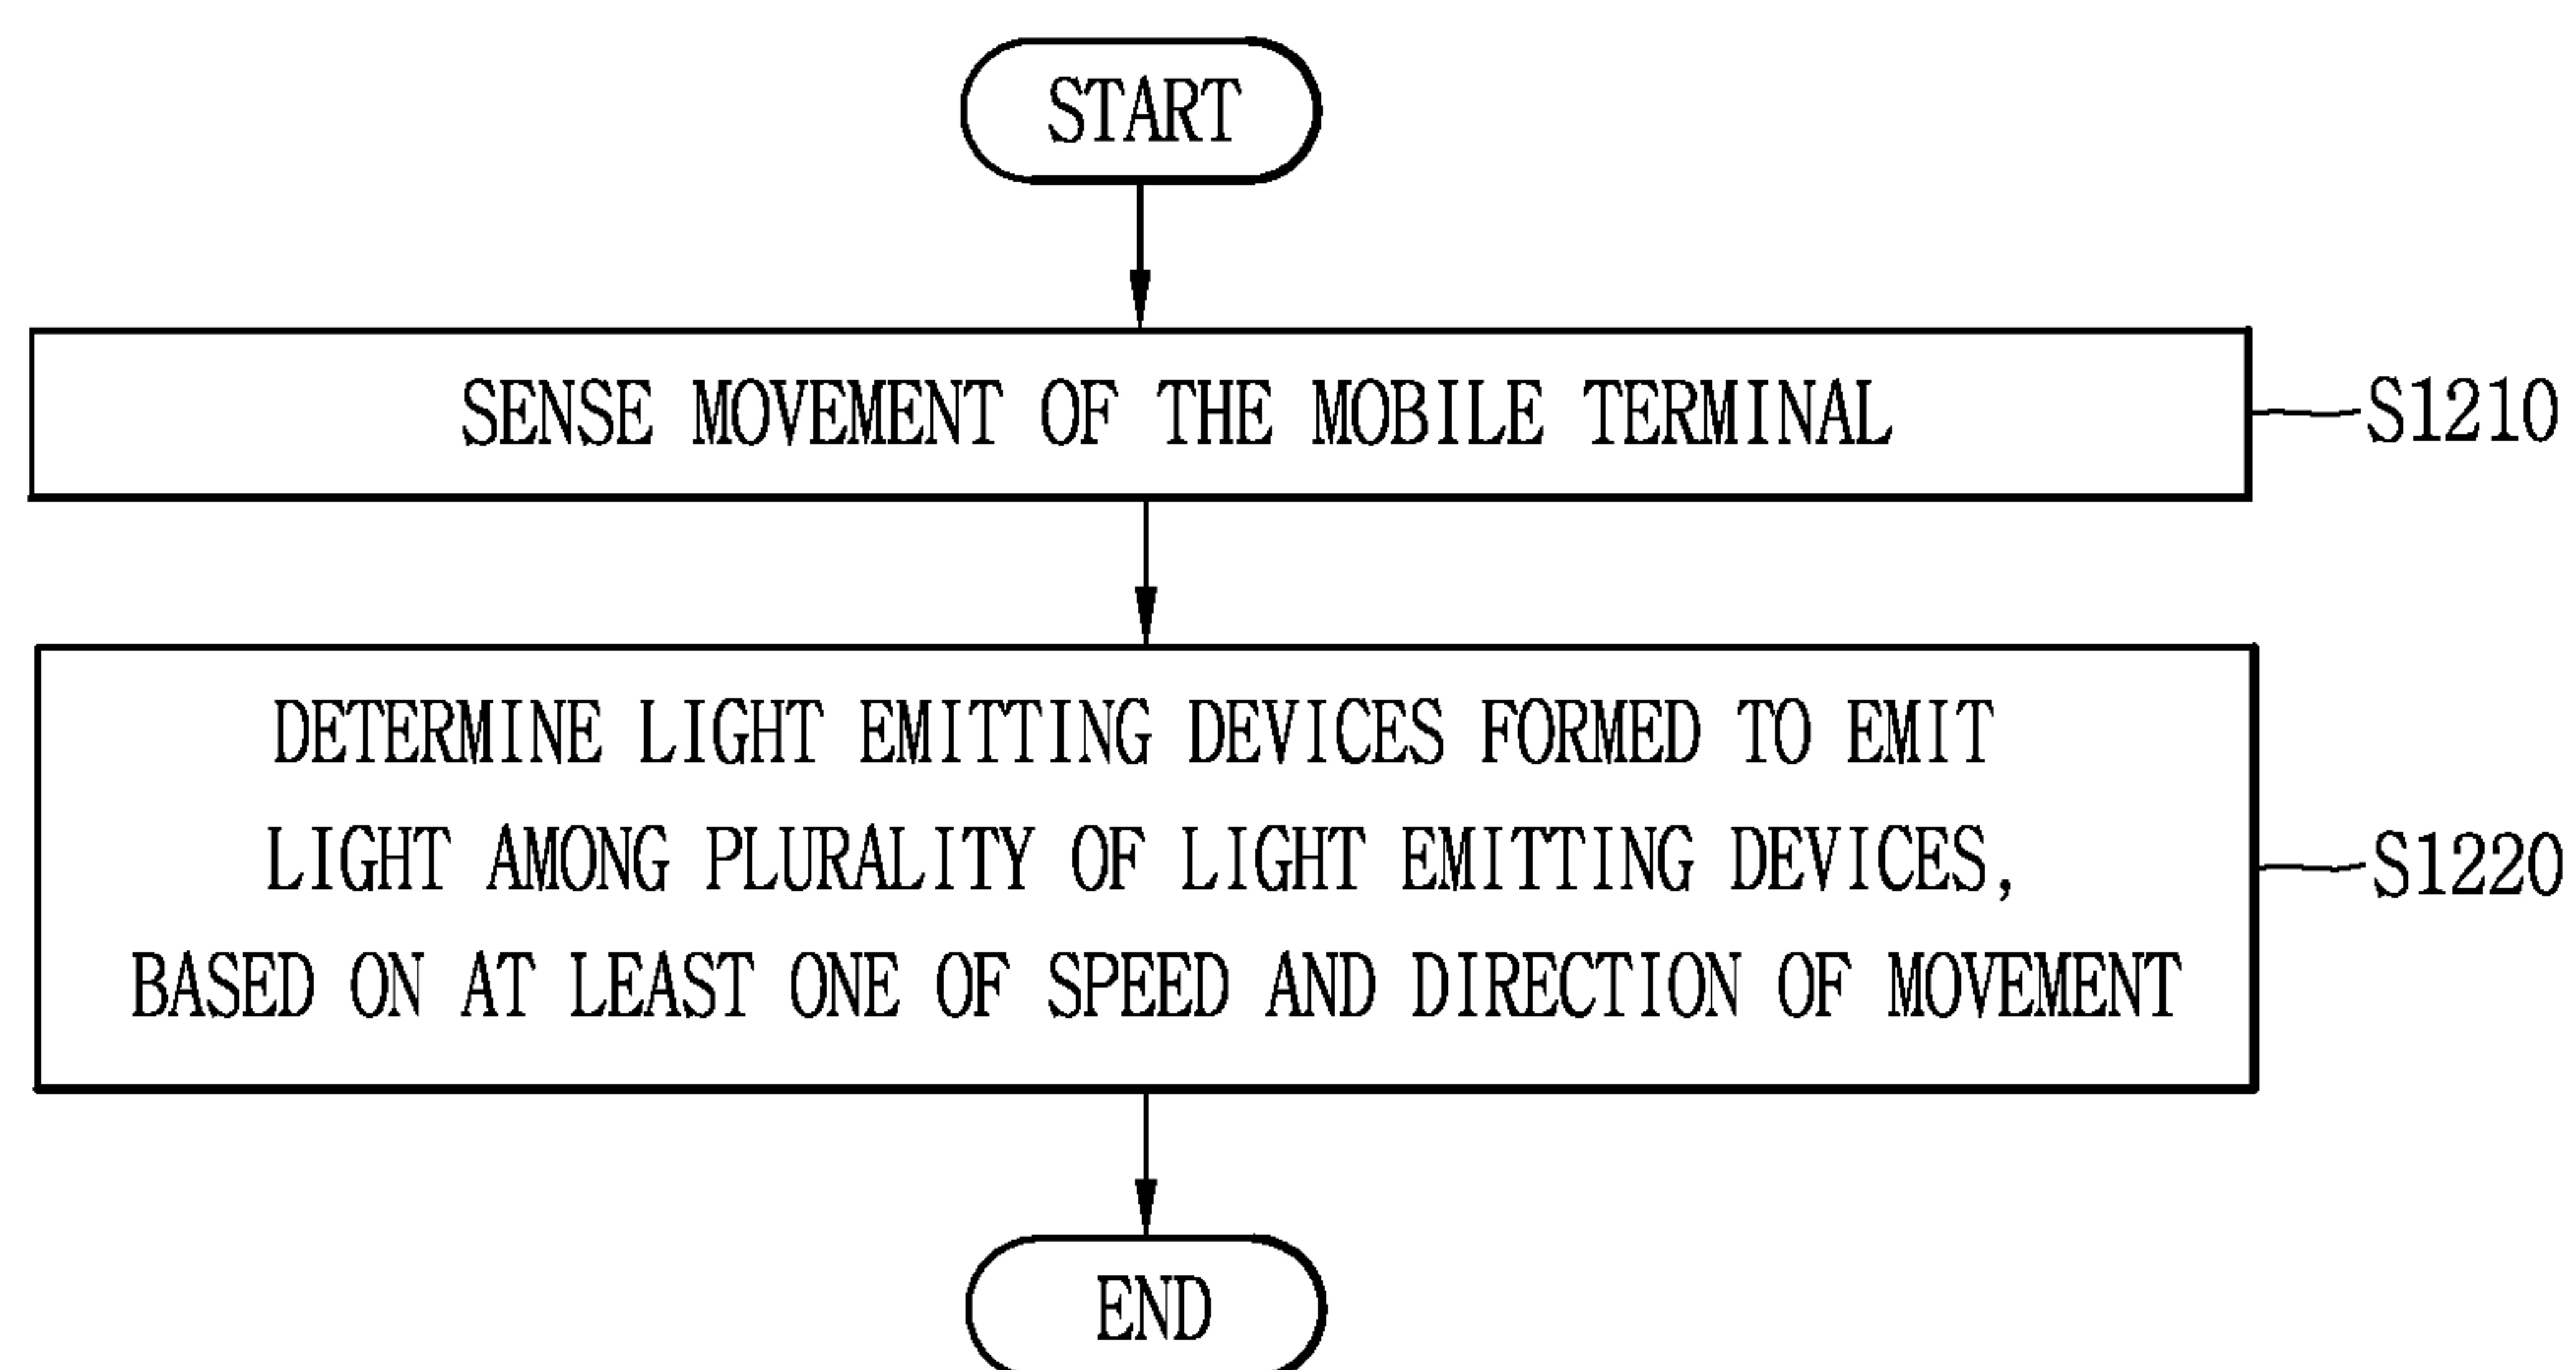 START
SENSE MOVEMENT OF THE MOBILE TERMINAL
S1210
DETERMINE LIGHT EMITTING DEVICES FORMED TO EMIT
LIGHT AMONG PLURALITY OF LIGHT EMITTING DEVICES,
BASED ON AT LEAST ONE OF SPEED AND DIRECTION OF MOVEMENT
S1220
END